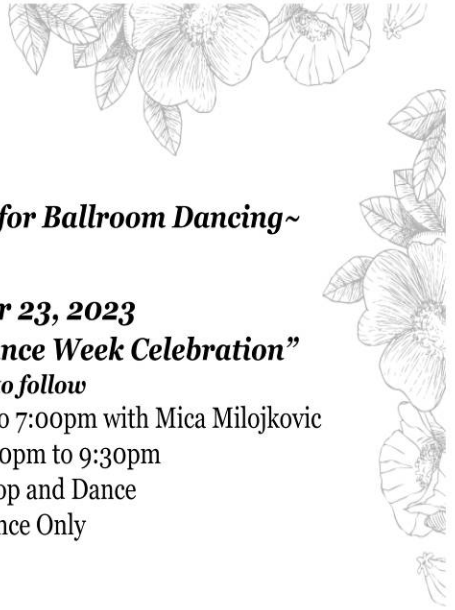 for Ballroom Dancing~
r 23, 2023
nce Week Celebration”
to follow
o 7:00pm with Mica Milojkovic
0pm to 9:30pm
op and Dance
nce Only